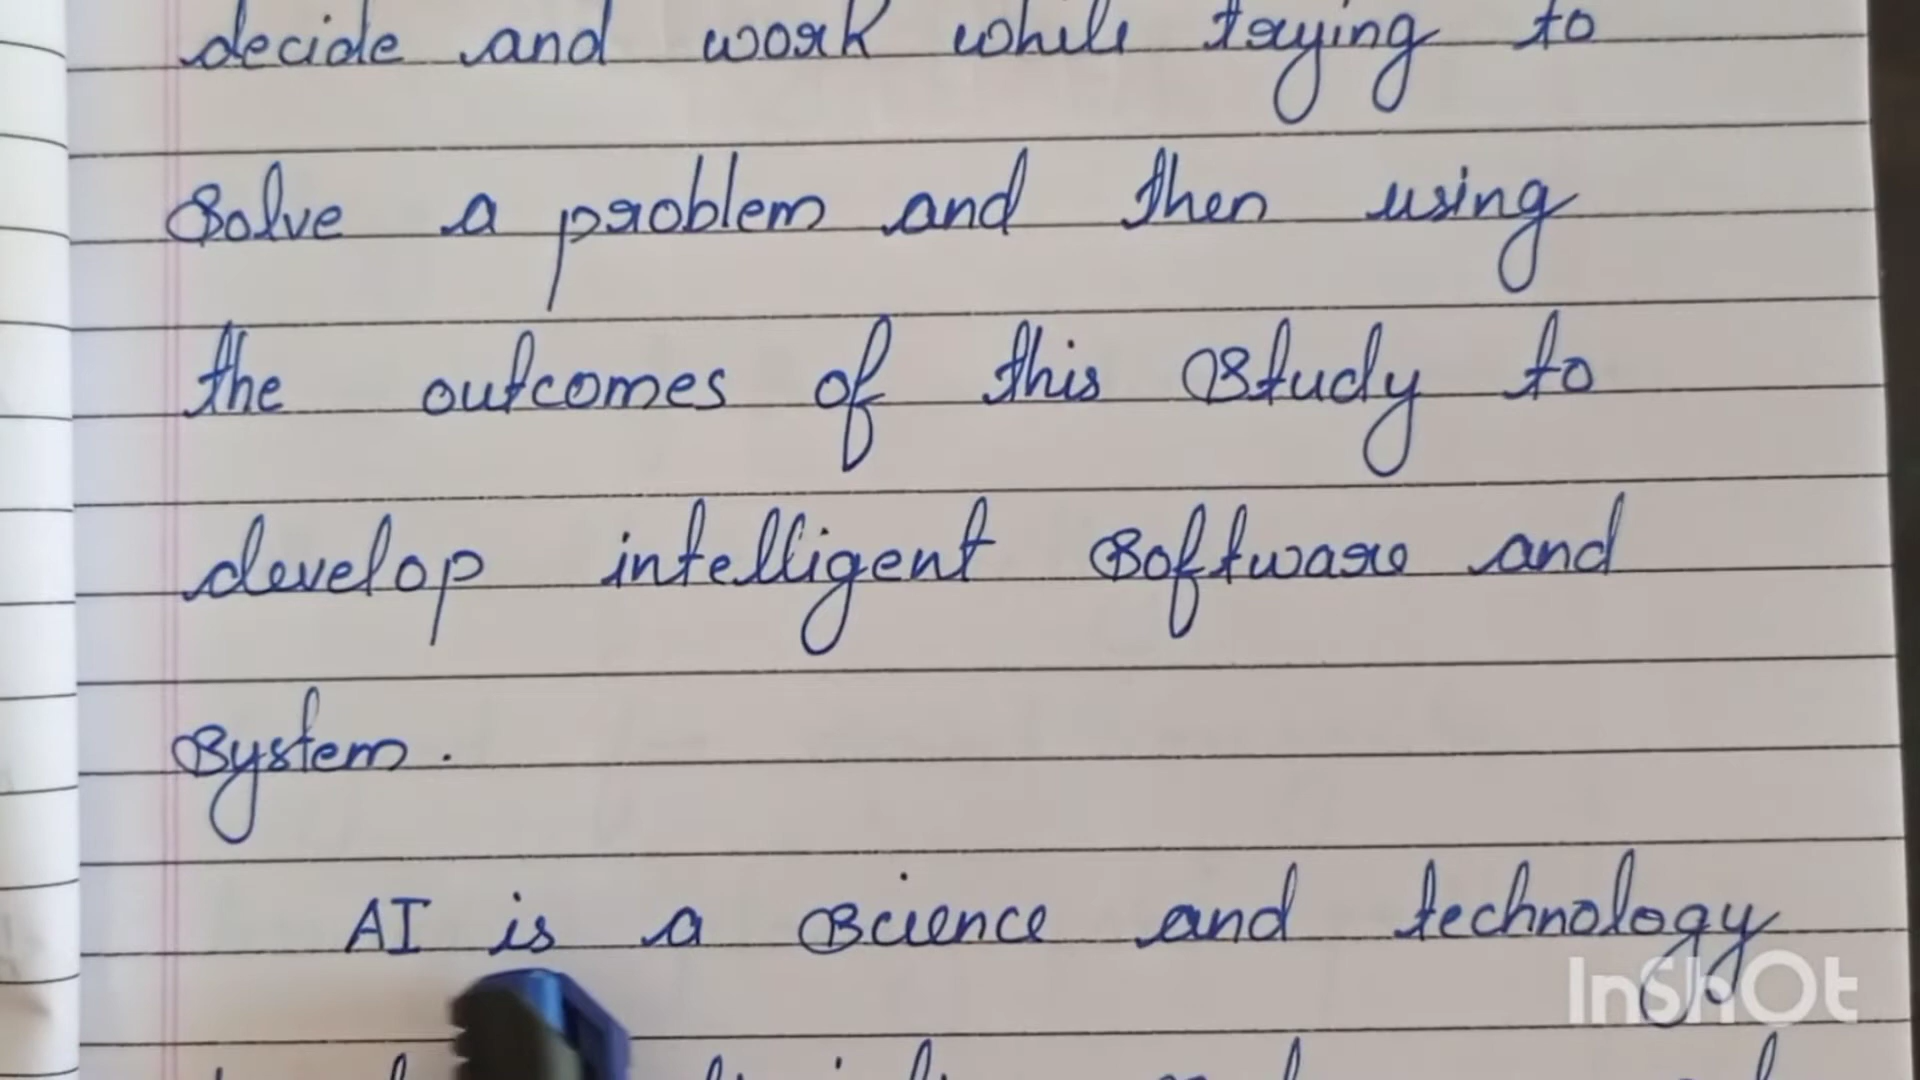 decide and work while trying to
solve a problem and then using
the outcomes of this study to
develop intelligent software and
system.
AI is a science and technology
InShOt